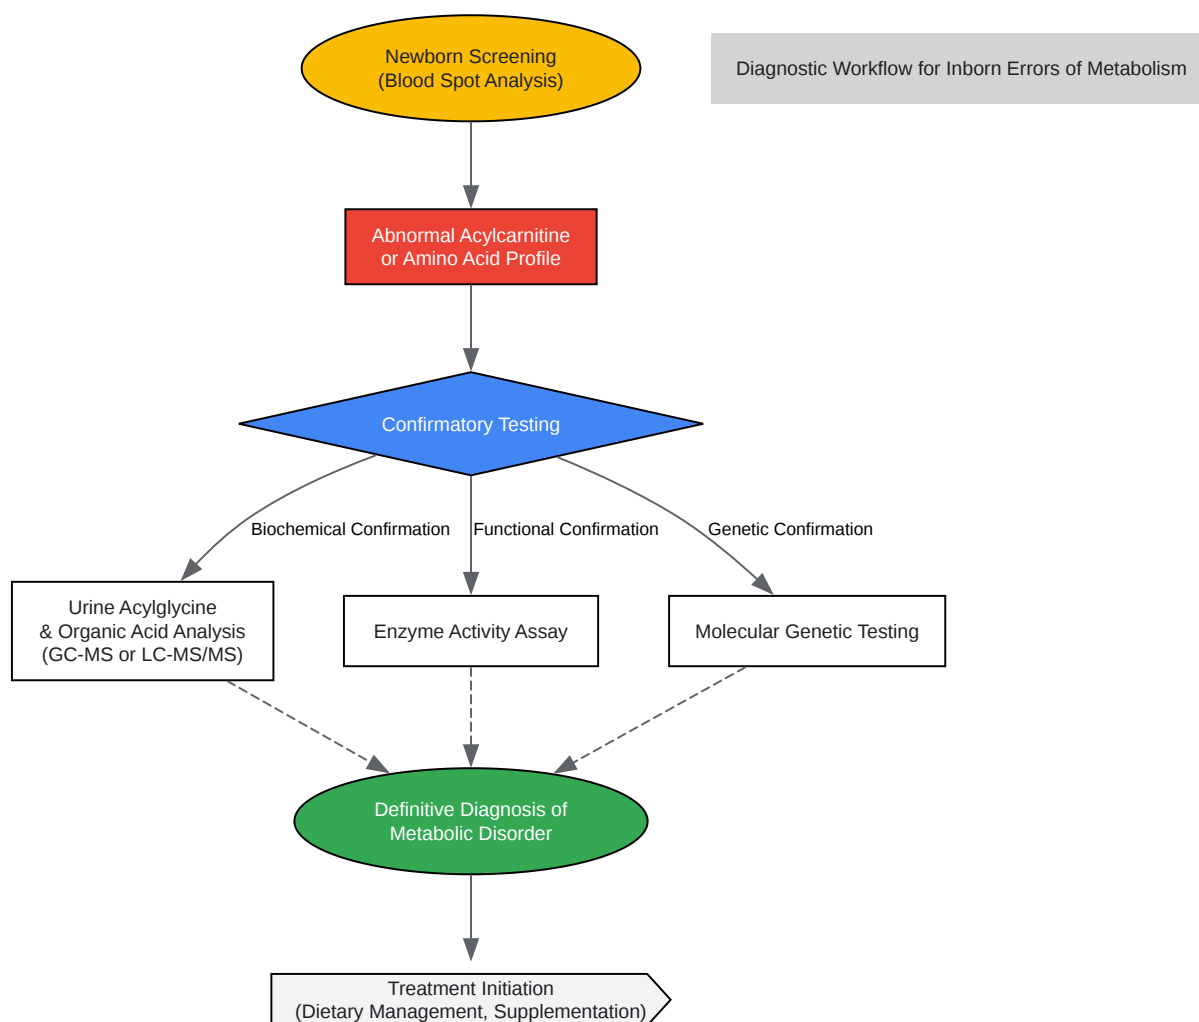 Newborn Screening
(Blood Spot Analysis)
Diagnostic Workflow for Inborn Errors of Metabolism
Abnormal Acylcarnitine
or Amino Acid Profile
Confirmatory Testing
Biochemical Confirmation
Functional Confirmation
Genetic Confirmation
Urine Acylglycine
& Organic Acid Analysis
(GC-MS or LC-MS/MS)
Enzyme Activity Assay
Molecular Genetic Testing
Definitive Diagnosis of
Metabolic Disorder
Treatment Initiation
(Dietary Management, Supplementation)